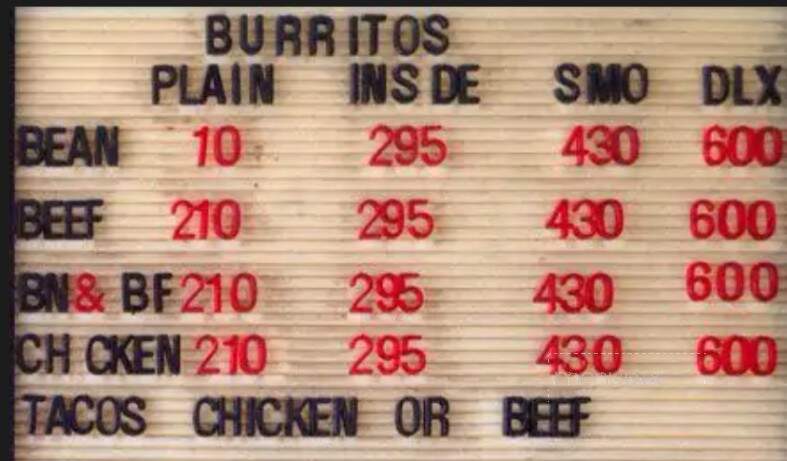 BURRITOS
PLAIN INS DE SMO DLX
BEAN 10 295 430 600
BEEF 210 295 430 600
BN& BF 210 295 430 600
CH CKEN 210 295 430 600
TACOS CHICKEN OR BEEF